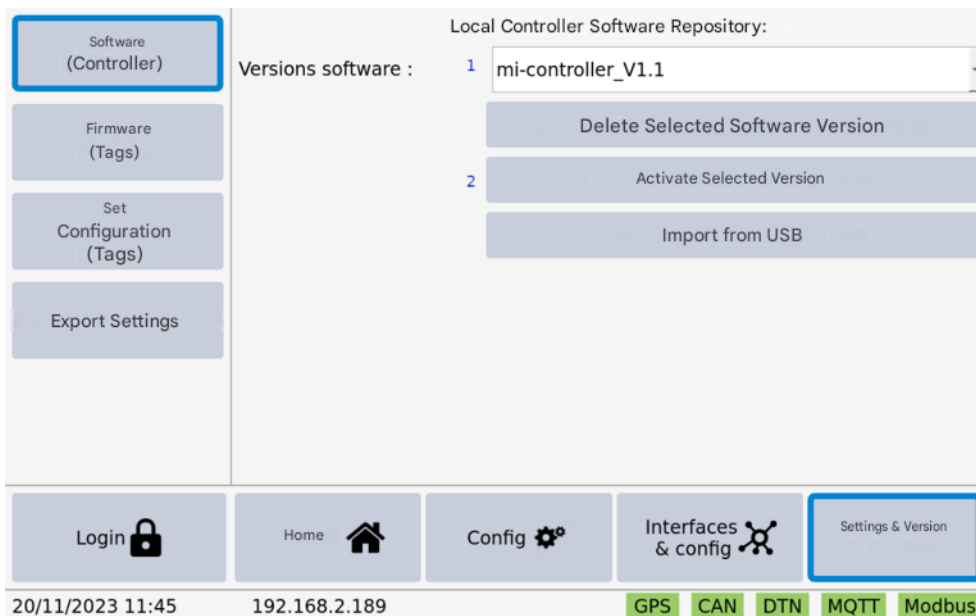 Software
(Controller)
Firmware
(Tags)
Set
Configuration
(Tags)
Export Settings
Local Controller Software Repository:
Versions software :
1
mi-controller_V1.1
Delete Selected Software Version
2
Activate Selected Version
Import from USB
Login
Home
Config
Interfaces
& config
Settings & Version
20/11/2023 11:45
192.168.2.189
GPS
CAN
DTN
MQTT
Modbus